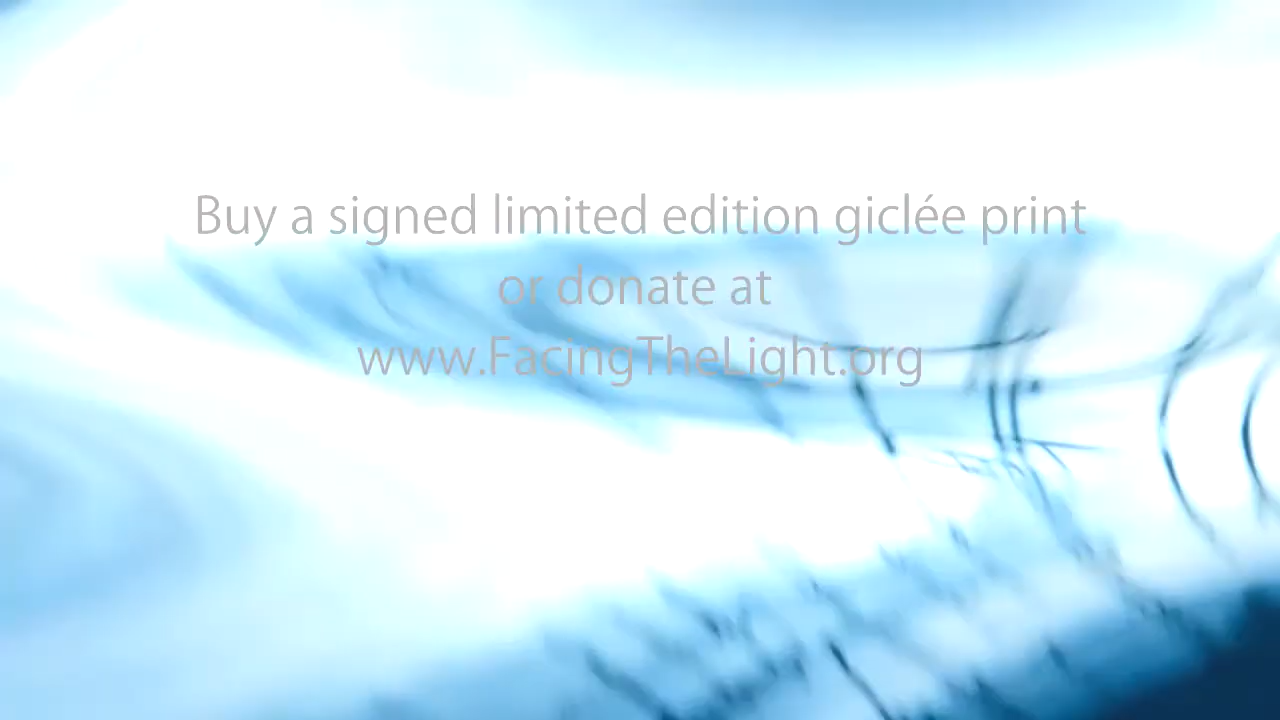 Buy a signed limited edition giclée print
or donate at
www.FacingTheLight.org